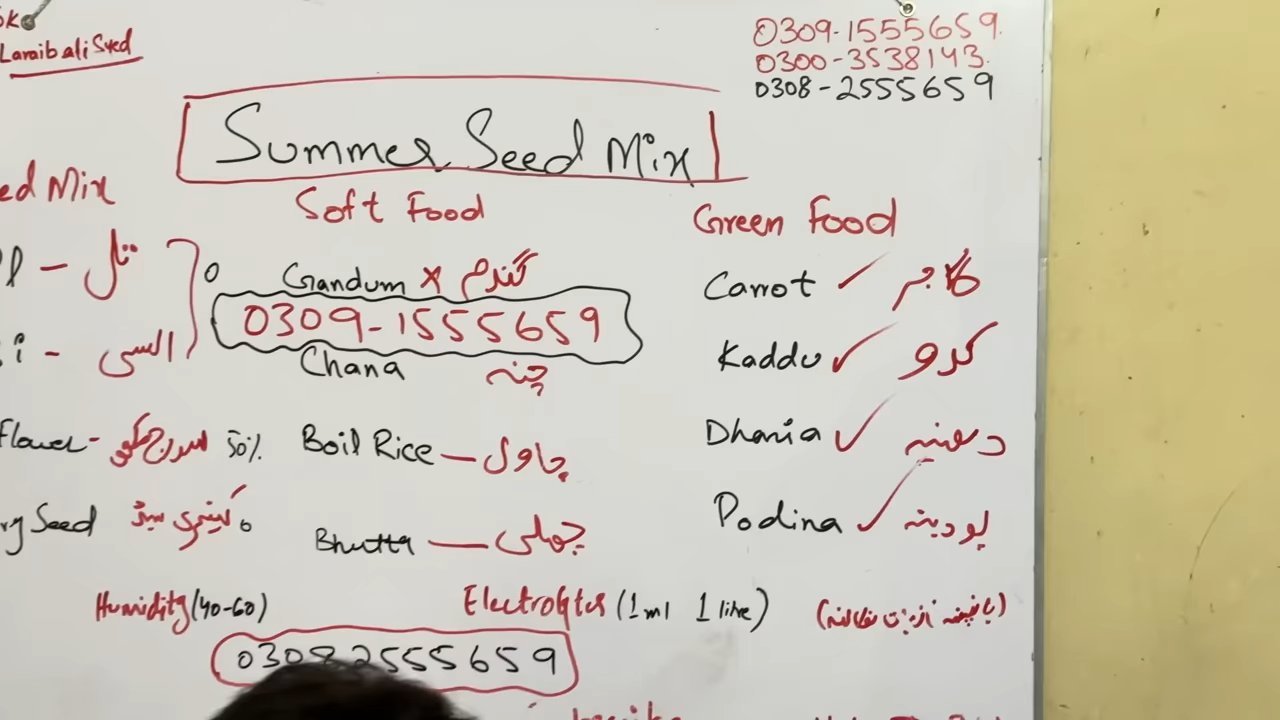 Laraib ali Syed
0309-1555659
0300-3538143
0308-2555659
Summer Seed Mix
Mix
Soft Food
Green Food
تل
السی
Gandum × گندم
0309-1555659
Chana چنہ
Carrot ✓ گاجر
Kaddu ✓ کدو
Flower - سورج مکھی 50%
Boil Rice — چاول
Dhania ✓ دھنیہ
Seed کینری سیڈ
Bhutta — چھلی
Podina ✓ پودینہ
Humidity (40-60)
Electrolytes (1 ml 1 litre)
0308 2555659